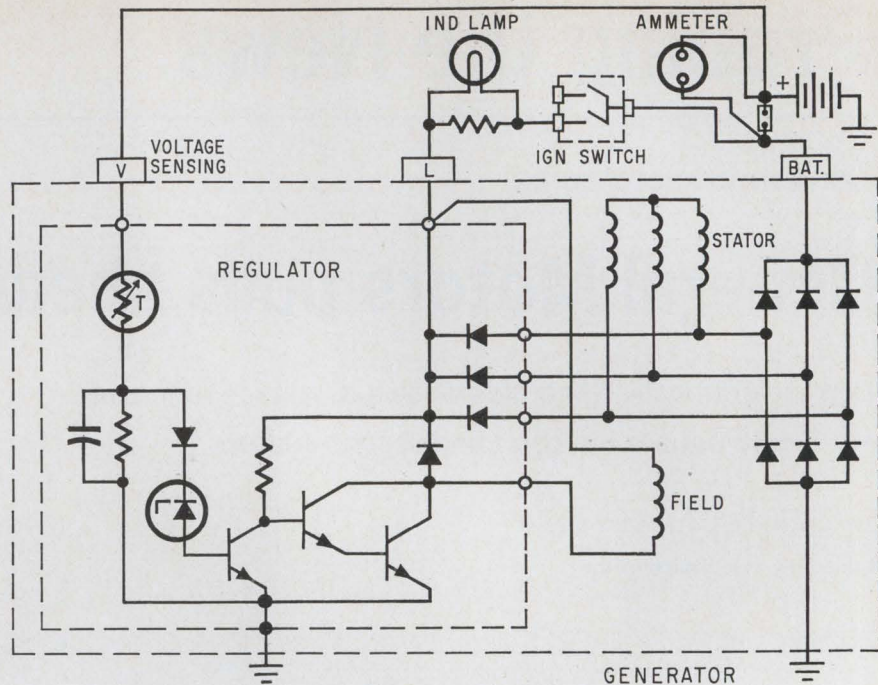 IND LAMP
AMMETER
+
VOLTAGE
SENSING
IGN SWITCH
V
L
BAT.
REGULATOR
STATOR
T
FIELD
GENERATOR